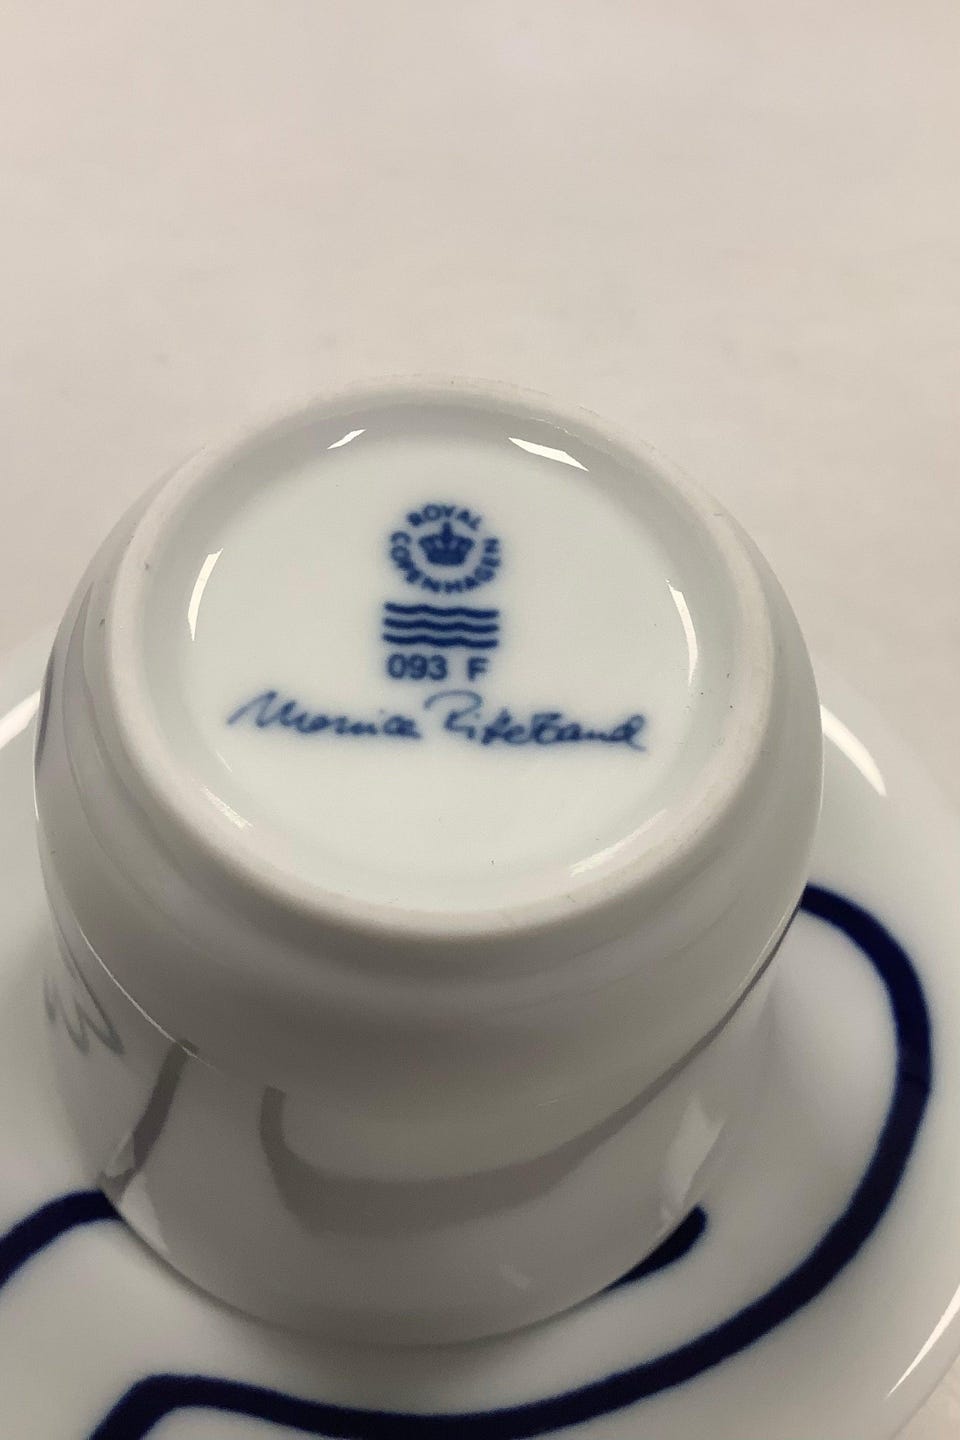 ROYAL
COPENHAGEN
093 F
Monica Ritterband